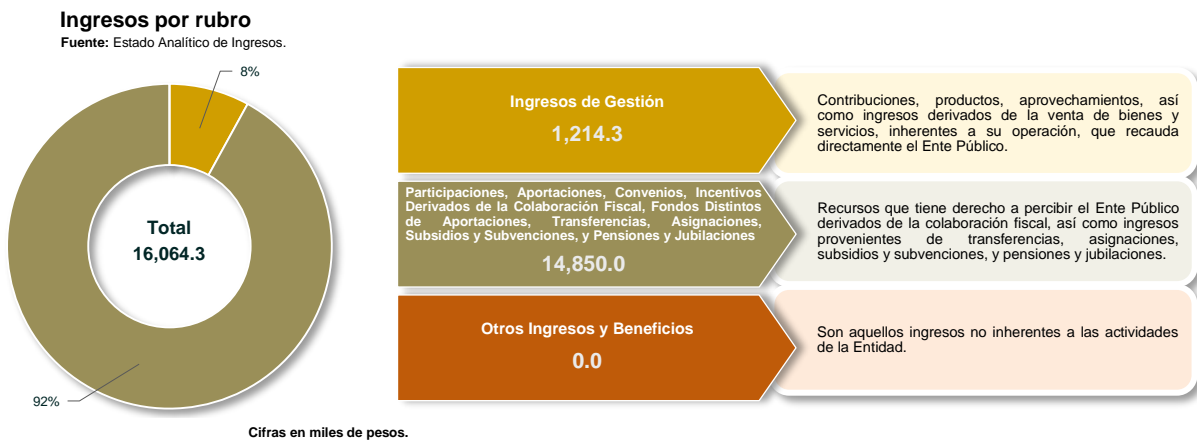 Ingresos por rubro
Fuente: Estado Analítico de Ingresos.
8%
Total
16,064.3
92%
Ingresos de Gestión
1,214.3
Contribuciones, productos, aprovechamientos, así
como ingresos derivados de la venta de bienes y
servicios, inherentes a su operación, que recauda
directamente el Ente Público.
Participaciones, Aportaciones, Convenios, Incentivos
Derivados de la Colaboración Fiscal, Fondos Distintos
de Aportaciones, Transferencias, Asignaciones,
Subsidios y Subvenciones, y Pensiones y Jubilaciones
14,850.0
Recursos que tiene derecho a percibir el Ente Público
derivados de la colaboración fiscal, así como ingresos
provenientes de transferencias, asignaciones,
subsidios y subvenciones, y pensiones y jubilaciones.
Otros Ingresos y Beneficios
0.0
Son aquellos ingresos no inherentes a las actividades
de la Entidad.
Cifras en miles de pesos.